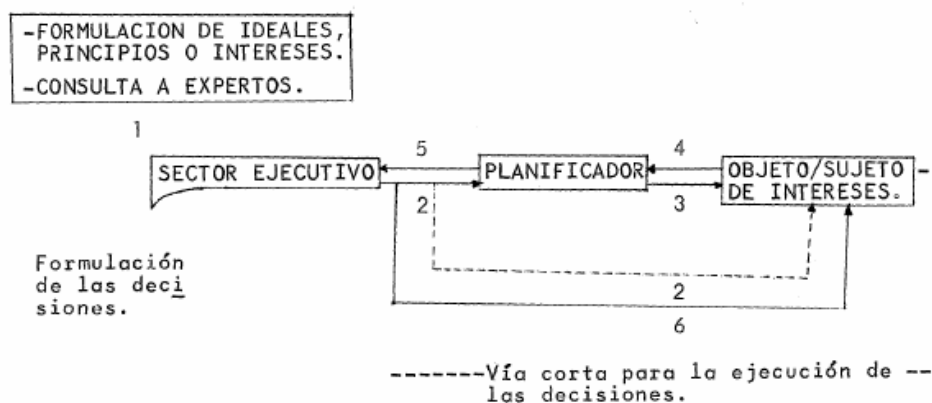 -FORMULACION DE IDEALES,
PRINCIPIOS O INTERESES.
-CONSULTA A EXPERTOS.
1
5
4
SECTOR EJECUTIVO
PLANIFICADOR
OBJETO/SUJETO -
DE INTERESES.
2
3
Formulación
de las deci
siones.
2
6
-------Vía corta para la ejecución de --
las decisiones.